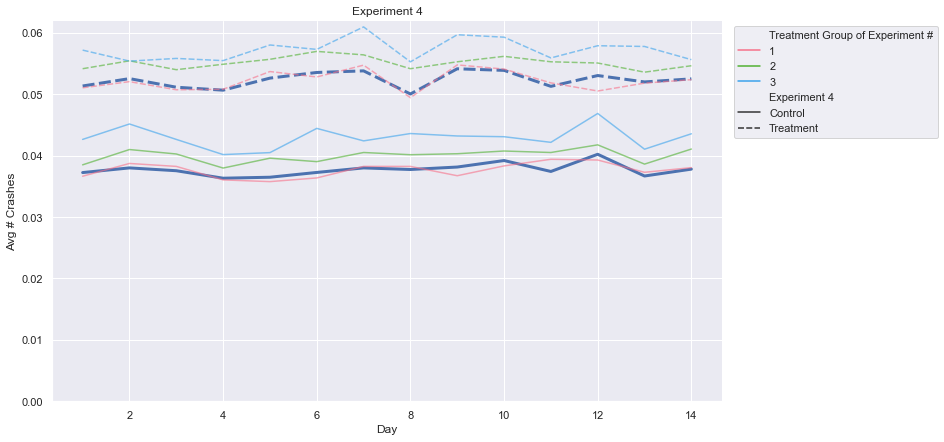 Experiment 4
0.06
0.05
0.04
0.03
0.02
0.01
0.00
Avg # Crashes
2 4 6 8 10 12 14
Day
Treatment Group of Experiment #
1
2
3
Experiment 4
Control
Treatment